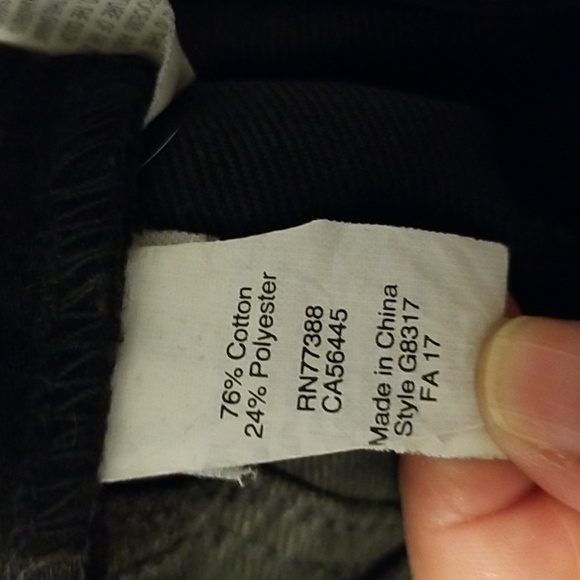 76% Cotton
24% Polyester
RN77388
CA56445
Made in China
Style G8317
FA 17